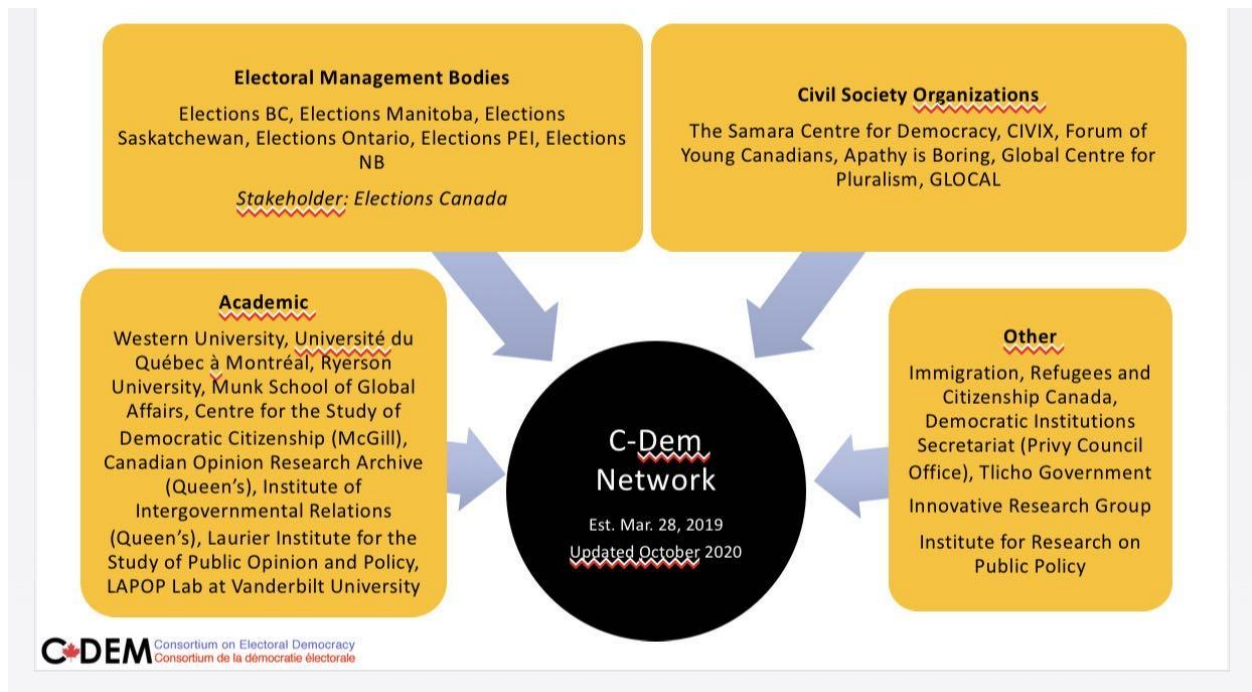 Electoral Management Bodies
Elections BC, Elections Manitoba, Elections
Saskatchewan, Elections Ontario, Elections PEI, Elections
NB
Stakeholder: Elections Canada
Civil Society Organizations
The Samara Centre for Democracy, CIVIX, Forum of
Young Canadians, Apathy is Boring, Global Centre for
Pluralism, GLOCAL
Academic
Western University, Université du
Québec à Montréal, Ryerson
University, Munk School of Global
Affairs, Centre for the Study of
Democratic Citizenship (McGill),
Canadian Opinion Research Archive
(Queen’s), Institute of
Intergovernmental Relations
(Queen’s), Laurier Institute for the
Study of Public Opinion and Policy,
LAPOP Lab at Vanderbilt University
C-Dem
Network
Est. Mar. 28, 2019
Updated October 2020
Other
Immigration, Refugees and
Citizenship Canada,
Democratic Institutions
Secretariat (Privy Council
Office), Tlicho Government
Innovative Research Group
Institute for Research on
Public Policy
C-DEM
Consortium on Electoral Democracy
Consortium de la démocratie électorale